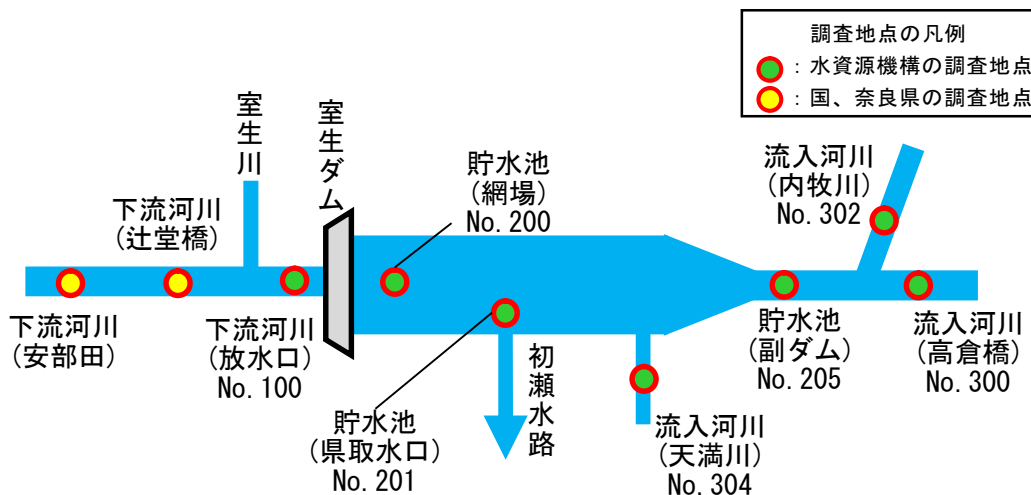 調査地点の凡例
：水資源機構の調査地点
：国、奈良県の調査地点
室生川
室生ダム
貯水池
(網場)
No.200
流入河川
(内牧川)
No.302
下流河川
(辻堂橋)
下流河川
(安部田)
下流河川
(放水口)
No.100
貯水池
(県取水口)
No.201
初瀬水路
流入河川
(天満川)
No.304
貯水池
(副ダム)
No.205
流入河川
(高倉橋)
No.300